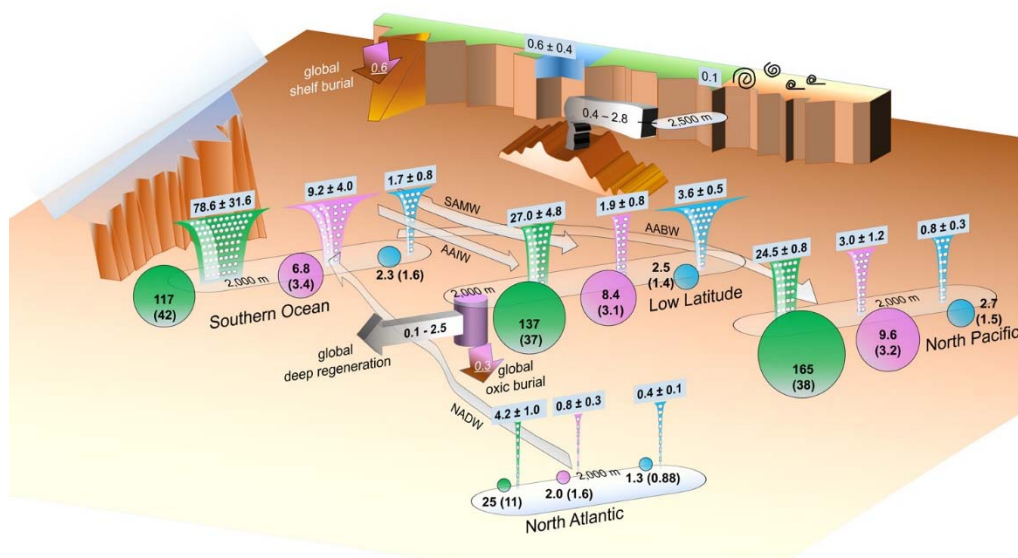 0.6
global
shelf burial
0.6 ± 0.4
0.1
0.4 – 2.8
2,500 m
78.6 ± 31.6
9.2 ± 4.0
1.7 ± 0.8
SAMW
AAIW
27.0 ± 4.8
1.9 ± 0.8
3.6 ± 0.5
AABW
24.5 ± 0.8
3.0 ± 1.2
0.8 ± 0.3
117
(42)
2,000 m
6.8
(3.4)
2.3 (1.6)
Southern Ocean
2,000 m
137
(37)
8.4
(3.1)
2.5
(1.4)
Low Latitude
165
(38)
2,000 m
9.6
(3.2)
2.7
(1.5)
North Pacific
0.1 - 2.5
global
deep regeneration
0.3
global
oxic burial
NADW
4.2 ± 1.0
0.8 ± 0.3
0.4 ± 0.1
2,000 m
25 (11)
2.0 (1.6)
1.3 (0.88)
North Atlantic